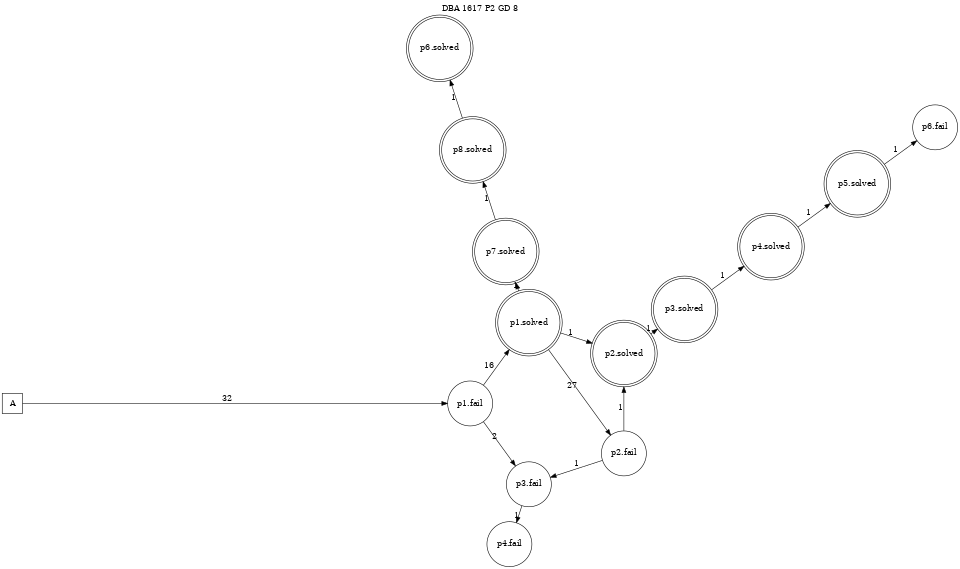 DBA 1617 P2 GD 8
p6.solved
1
p8.solved
1
p7.solved
p1.solved
1
p2.solved
1
p3.solved
1
p4.solved
1
p5.solved
1
p6.fail
16
27
A
32
p1.fail
1
2
p2.fail
1
p3.fail
1
p4.fail